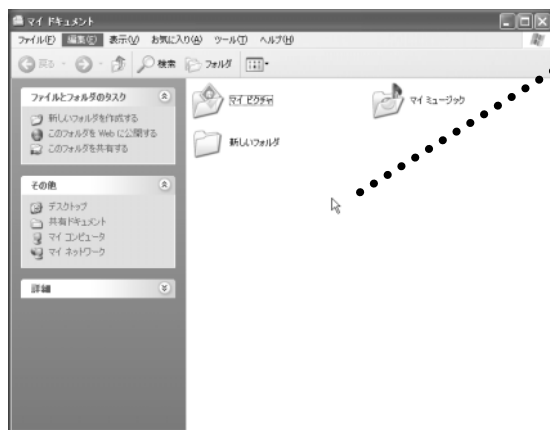 マイ ドキュメント
ファイル(F) 編集(E) 表示(V) お気に入り(A) ツール(T) ヘルプ(H)
戻る 検索 フォルダ
ファイルとフォルダのタスク
新しいフォルダを作成する
このフォルダを Web に公開する
このフォルダを共有する
その他
デスクトップ
共有ドキュメント
マイ コンピュータ
マイ ネットワーク
詳細
マイ ピクチャ
マイ ミュージック
新しいフォルダ